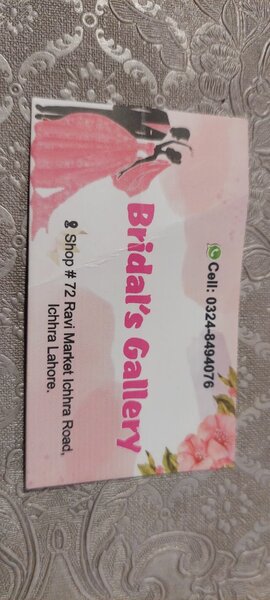 Cell: 0324-8494076
Bridal's Gallery
Shop # 72 Ravi Market Ichhra Road,
Ichhra Lahore.